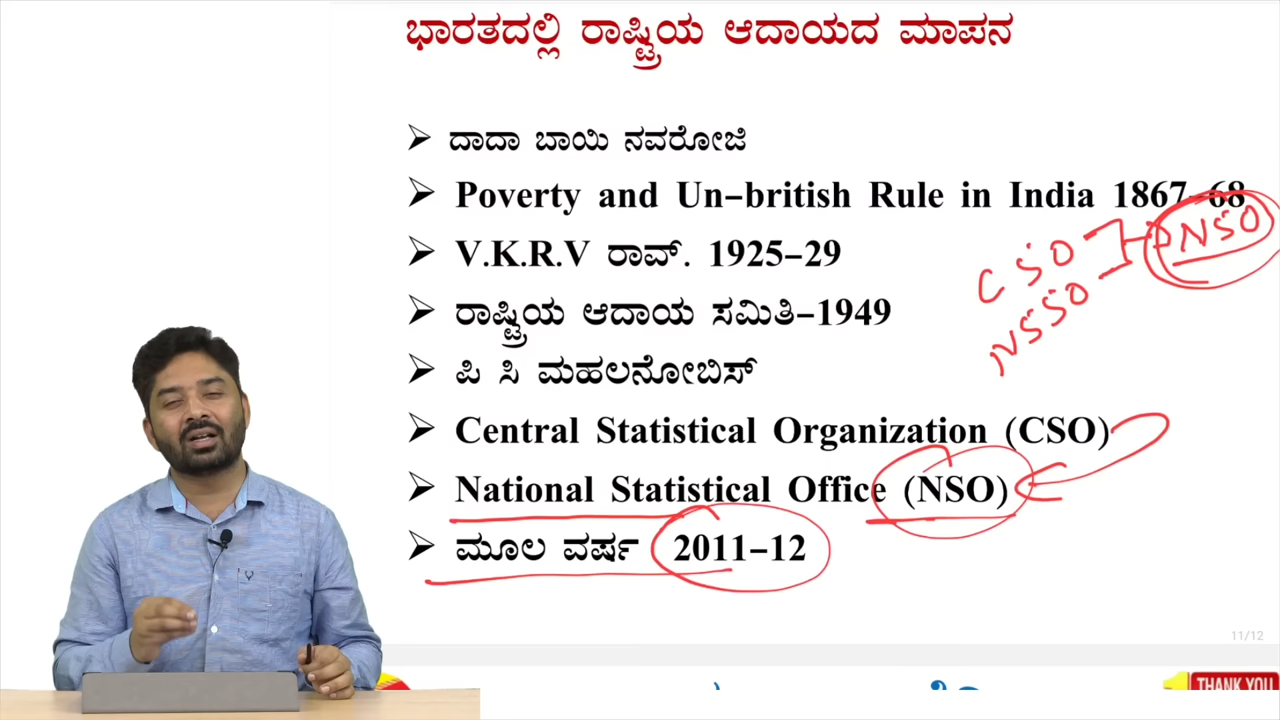 ಭಾರತದಲ್ಲಿ ರಾಷ್ಟ್ರಿಯ ಆದಾಯದ ಮಾಪನ
➢ ದಾದಾ ಬಾಯಿ ನವರೋಜಿ
➢ Poverty and Un-british Rule in India 1867-68
➢ V.K.R.V ರಾವ್. 1925-29
➢ ರಾಷ್ಟ್ರಿಯ ಆದಾಯ ಸಮಿತಿ-1949
➢ ಪಿ ಸಿ ಮಹಲನೋಬಿಸ್
➢ Central Statistical Organization (CSO)
➢ National Statistical Office (NSO)
➢ ಮೂಲ ವರ್ಷ 2011-12
CSO
NSSO
NSO
11/12
THANK YOU